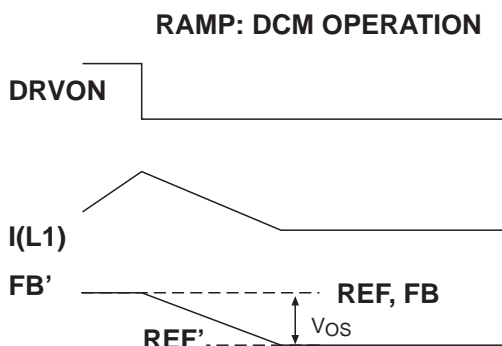 RAMP: DCM OPERATION
DRVON
I(L1)
FB’
REF, FB
VOS
REF’